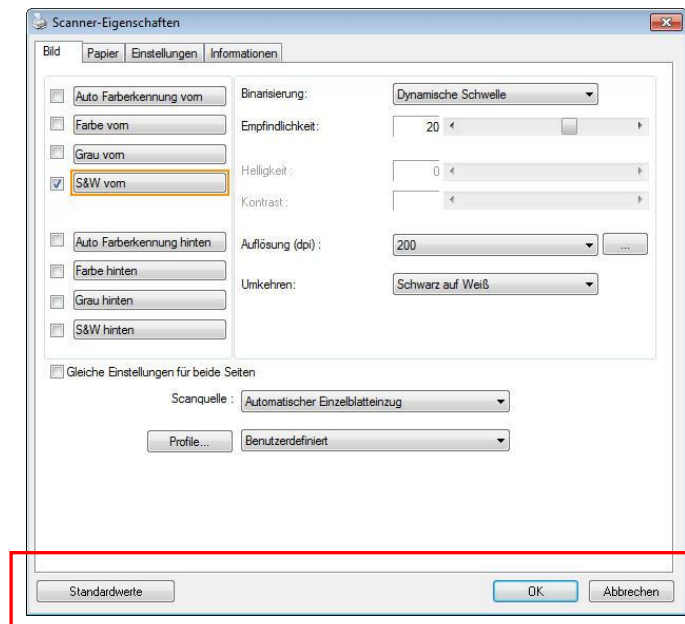 Scanner-Eigenschaften
Bild Papier Einstellungen Informationen
Auto Farberkennung vorn
Farbe vorn
Grau vorn
S&W vorn
Auto Farberkennung hinten
Farbe hinten
Grau hinten
S&W hinten
Binarisierung: Dynamische Schwelle
Empfindlichkeit: 20
Helligkeit : 0
Kontrast :
Auflösung (dpi) : 200 ...
Umkehren: Schwarz auf Weiß
Gleiche Einstellungen für beide Seiten
Scanquelle : Automatischer Einzelblatteinzug
Profile... Benutzerdefiniert
Standardwerte OK Abbrechen